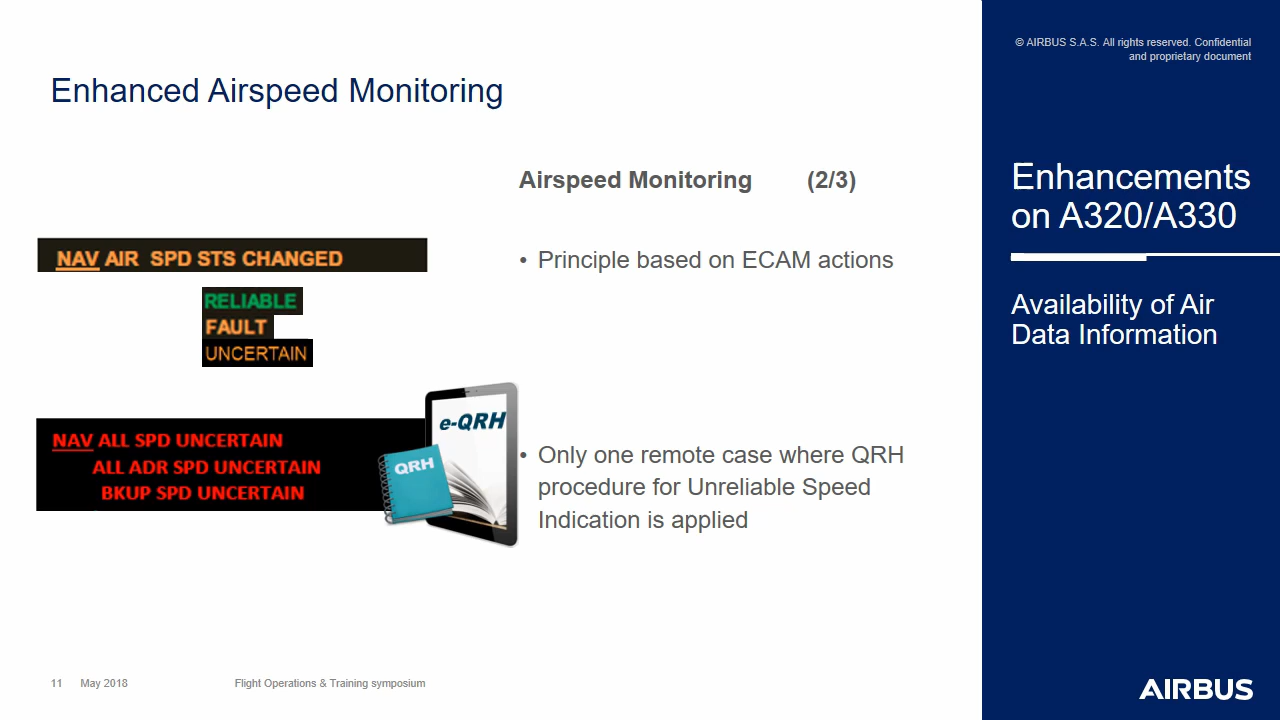 © AIRBUS S.A.S. All rights reserved. Confidential
and proprietary document
Enhanced Airspeed Monitoring
Airspeed Monitoring (2/3)
NAV AIR SPD STS CHANGED
• Principle based on ECAM actions
RELIABLE
FAULT
UNCERTAIN
NAV ALL SPD UNCERTAIN
ALL ADR SPD UNCERTAIN
BKUP SPD UNCERTAIN
e-QRH
QRH
• Only one remote case where QRH
procedure for Unreliable Speed
Indication is applied
Enhancements
on A320/A330
Availability of Air
Data Information
11 May 2018 Flight Operations & Training symposium
AIRBUS